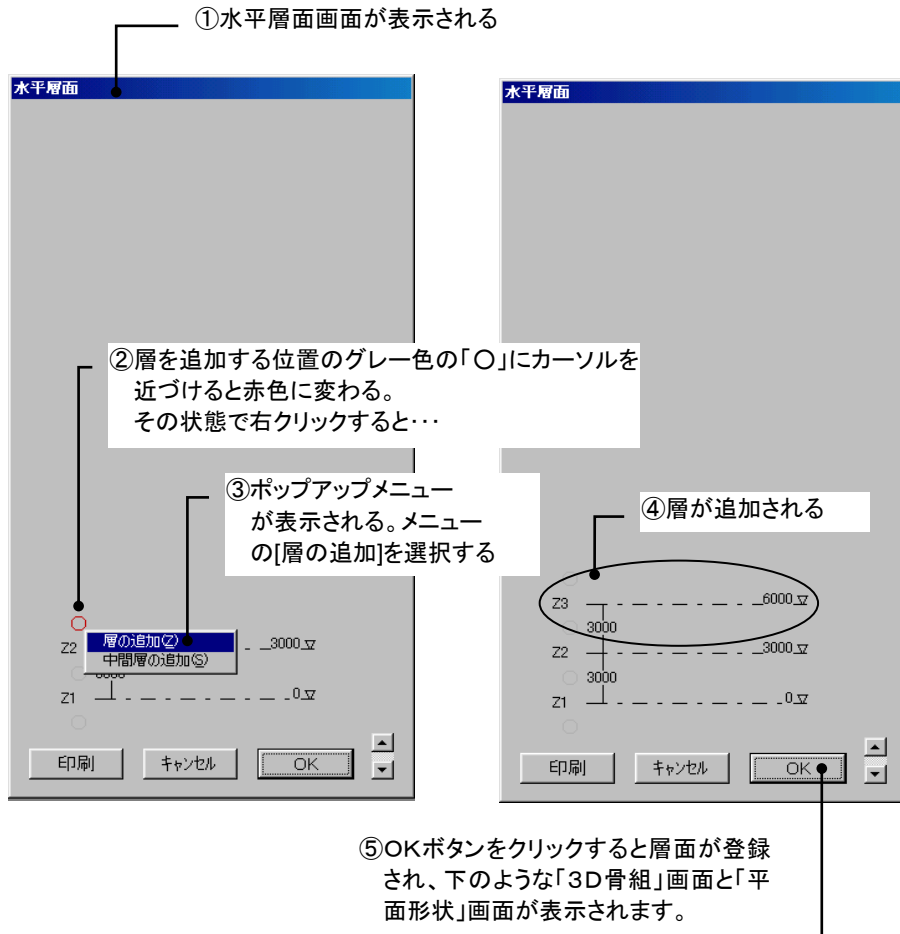 ①水平層面画面が表示される
水平層面
②層を追加する位置のグレー色の「○」にカーソルを
近づけると赤色に変わる。
その状態で右クリックすると・・・
③ポップアップメニュー
が表示される。メニュー
の[層の追加]を選択する
Z2
層の追加(Z)
中間層の追加(S)
3000
Z1
0
印刷
キャンセル
OK
水平層面
④層が追加される
Z3
6000
3000
Z2
3000
3000
Z1
0
印刷
キャンセル
OK
⑤OKボタンをクリックすると層面が登録
され、下のような「3D骨組」画面と「平
面形状」画面が表示されます。